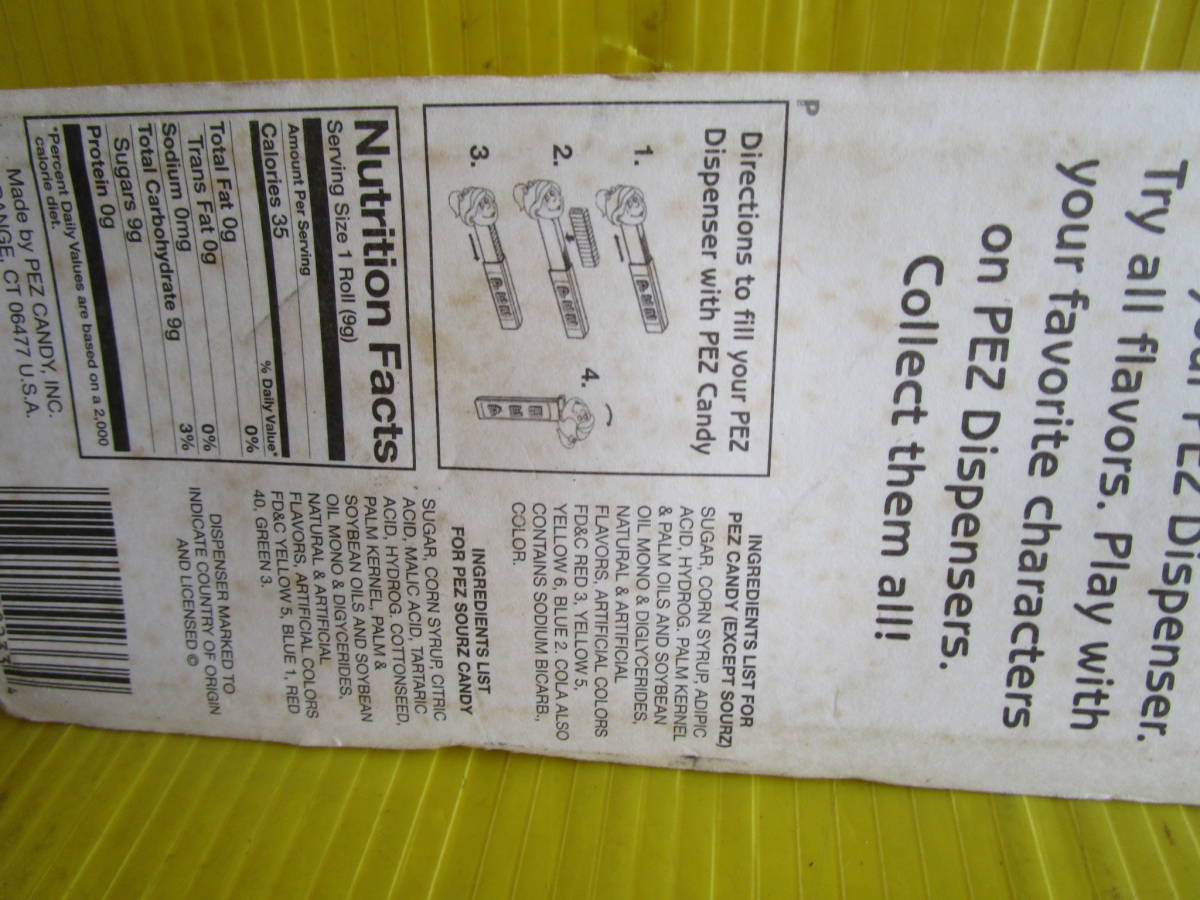 your PEZ Dispenser.
Try all flavors. Play with
your favorite characters
on PEZ Dispensers.
Collect them all!
P
Directions to fill your PEZ
Dispenser with PEZ Candy
1.
2.
3.
4.
PEZ
PEZ
PEZ
PEZ
INGREDIENTS LIST FOR
PEZ CANDY (EXCEPT SOURZ)
SUGAR, CORN SYRUP, ADIPIC
ACID, HYDROG. PALM KERNEL
& PALM OILS AND SOYBEAN
OIL MONO & DIGLYCERIDES,
NATURAL & ARTIFICIAL
FLAVORS, ARTIFICIAL COLORS
FD&C RED 3, YELLOW 5,
YELLOW 6, BLUE 2. COLA ALSO
CONTAINS SODIUM BICARB.,
COLOR.
INGREDIENTS LIST
FOR PEZ SOURZ CANDY
SUGAR, CORN SYRUP, CITRIC
ACID, MALIC ACID, TARTARIC
ACID, HYDROG. COTTONSEED,
PALM KERNEL, PALM &
SOYBEAN OILS AND SOYBEAN
OIL MONO & DIGYCERIDES,
NATURAL & ARTIFICIAL
FLAVORS, ARTIFICIAL COLORS
FD&C YELLOW 5, BLUE 1, RED
40, GREEN 3.
Nutrition Facts
Serving Size 1 Roll (9g)
Amount Per Serving
Calories 35
% Daily Value*
Total Fat 0g 0%
Trans Fat 0g
Sodium 0mg 0%
Total Carbohydrate 9g 3%
Sugars 9g
Protein 0g
*Percent Daily Values are based on a 2,000
calorie diet.
Made by PEZ CANDY, INC.
ORANGE, CT 06477 U.S.A.
DISPENSER MARKED TO
INDICATE COUNTRY OF ORIGIN
AND LICENSED ©